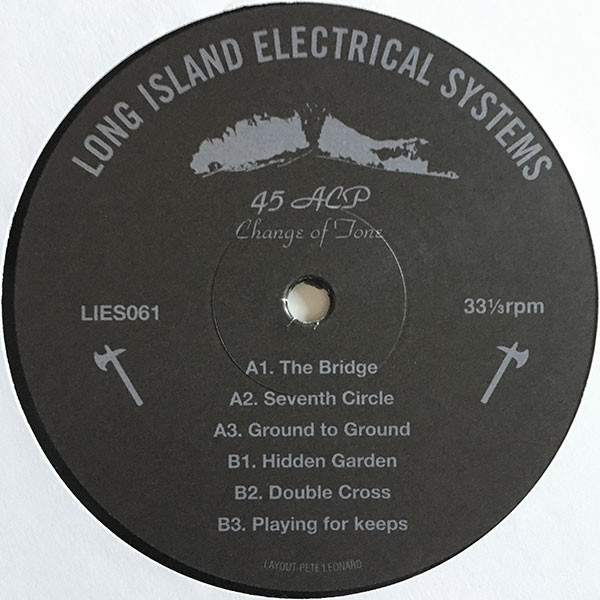 LONG ISLAND ELECTRICAL SYSTEMS
45 ACP
Change of Tone
LIES061
33⅓rpm
A1. The Bridge
A2. Seventh Circle
A3. Ground to Ground
B1. Hidden Garden
B2. Double Cross
B3. Playing for keeps
LAYOUT-PETE LEONARD